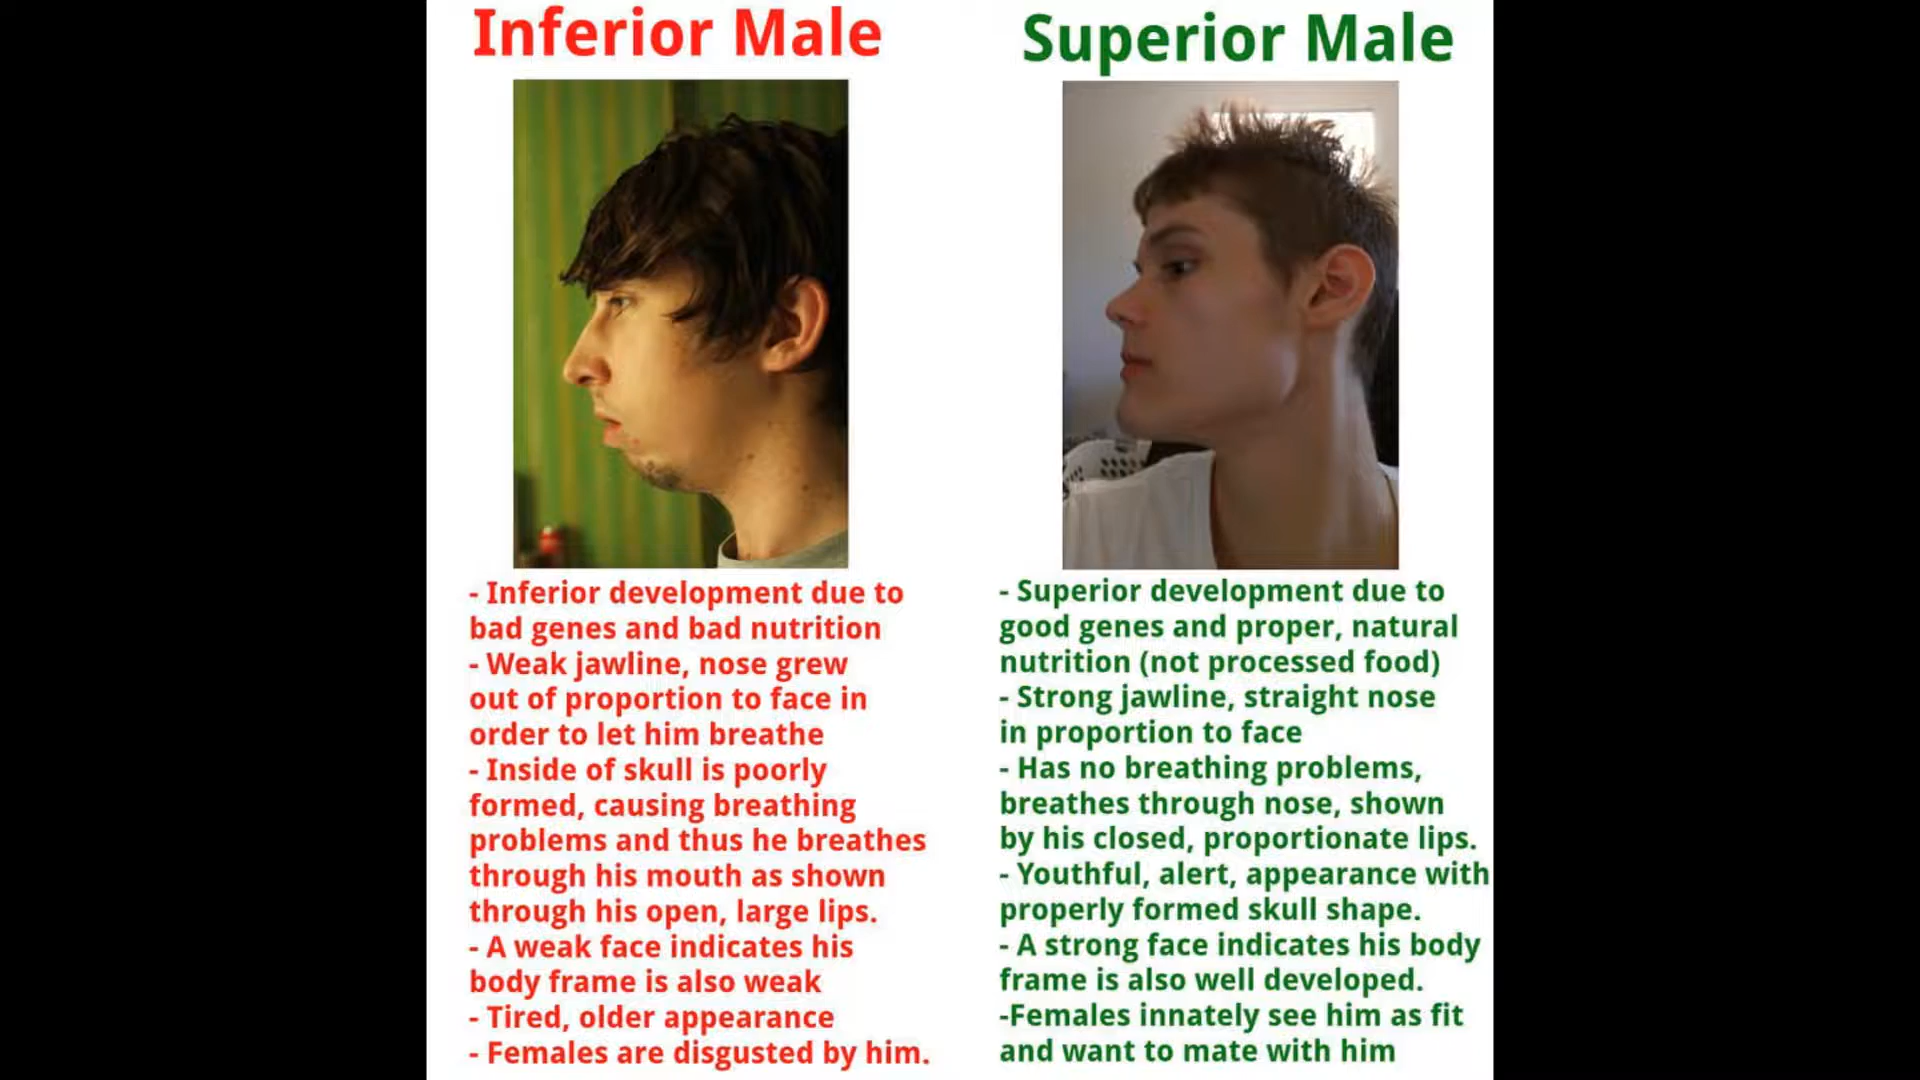 Inferior Male
- Inferior development due to
bad genes and bad nutrition
- Weak jawline, nose grew
out of proportion to face in
order to let him breathe
- Inside of skull is poorly
formed, causing breathing
problems and thus he breathes
through his mouth as shown
through his open, large lips.
- A weak face indicates his
body frame is also weak
- Tired, older appearance
- Females are disgusted by him.
Superior Male
- Superior development due to
good genes and proper, natural
nutrition (not processed food)
- Strong jawline, straight nose
in proportion to face
- Has no breathing problems,
breathes through nose, shown
by his closed, proportionate lips.
- Youthful, alert, appearance with
properly formed skull shape.
- A strong face indicates his body
frame is also well developed.
-Females innately see him as fit
and want to mate with him